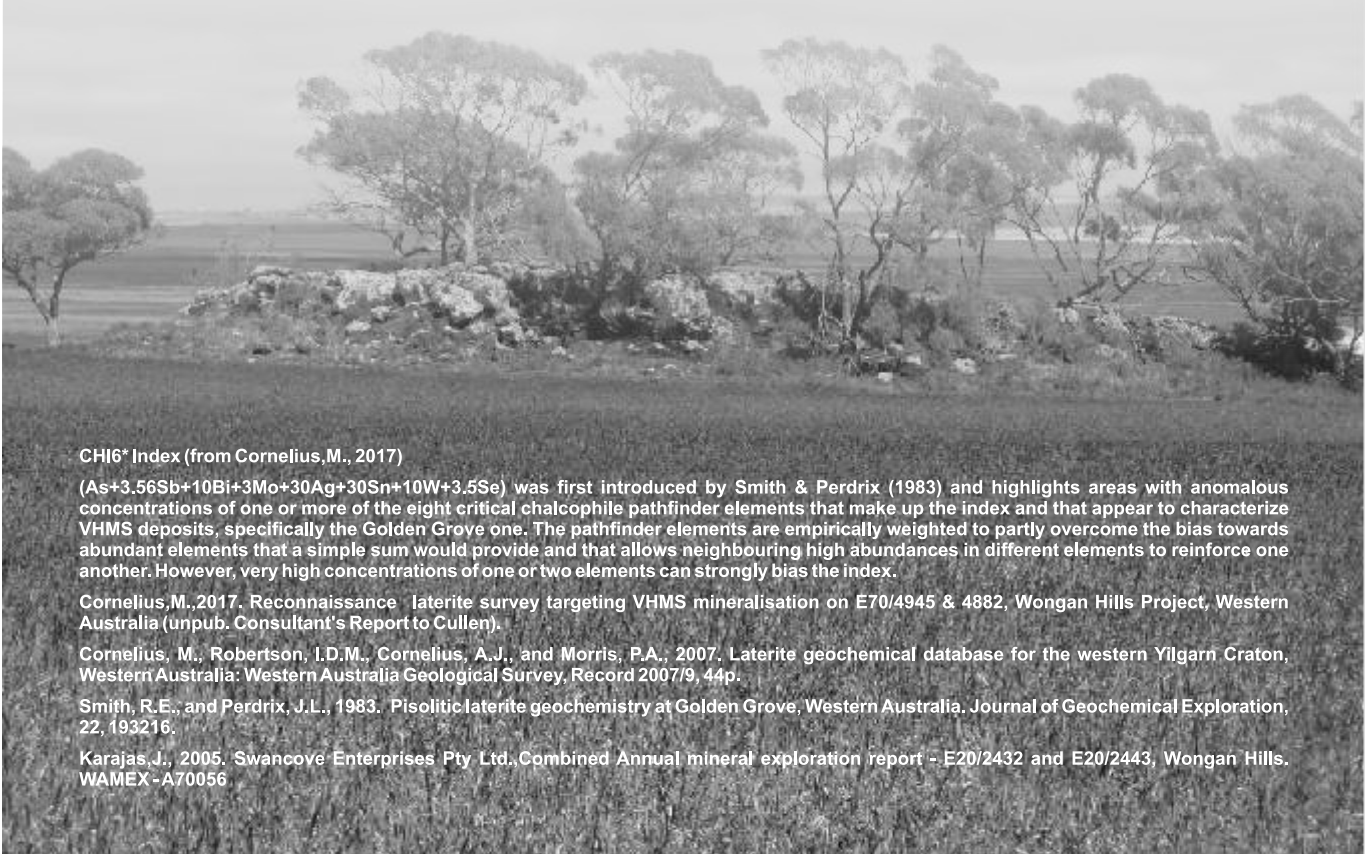 CHI6* Index (from Cornelius,M., 2017)
(As+3.56Sb+10Bi+3Mo+30Ag+30Sn+10W+3.5Se) was first introduced by Smith & Perdrix (1983) and highlights areas with anomalous
concentrations of one or more of the eight critical chalcophile pathfinder elements that make up the index and that appear to characterize
VHMS deposits, specifically the Golden Grove one. The pathfinder elements are empirically weighted to partly overcome the bias towards
abundant elements that a simple sum would provide and that allows neighbouring high abundances in different elements to reinforce one
another. However, very high concentrations of one or two elements can strongly bias the index.
Cornelius,M.,2017. Reconnaissance laterite survey targeting VHMS mineralisation on E70/4945 & 4882, Wongan Hills Project, Western
Australia (unpub. Consultant's Report to Cullen).
Cornelius, M., Robertson, I.D.M., Cornelius, A.J., and Morris, P.A., 2007. Laterite geochemical database for the western Yilgarn Craton,
Western Australia: Western Australia Geological Survey, Record 2007/9, 44p.
Smith, R.E., and Perdrix, J.L., 1983. Pisolitic laterite geochemistry at Golden Grove, Western Australia. Journal of Geochemical Exploration,
22, 193216.
Karajas,J., 2005. Swancove Enterprises Pty Ltd.,Combined Annual mineral exploration report - E20/2432 and E20/2443, Wongan Hills.
WAMEX - A70056